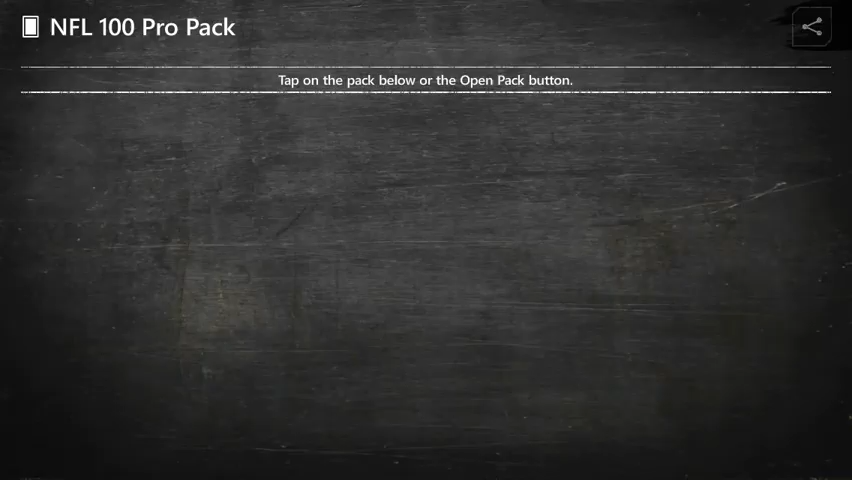 NFL 100 Pro Pack
Tap on the pack below or the Open Pack button.